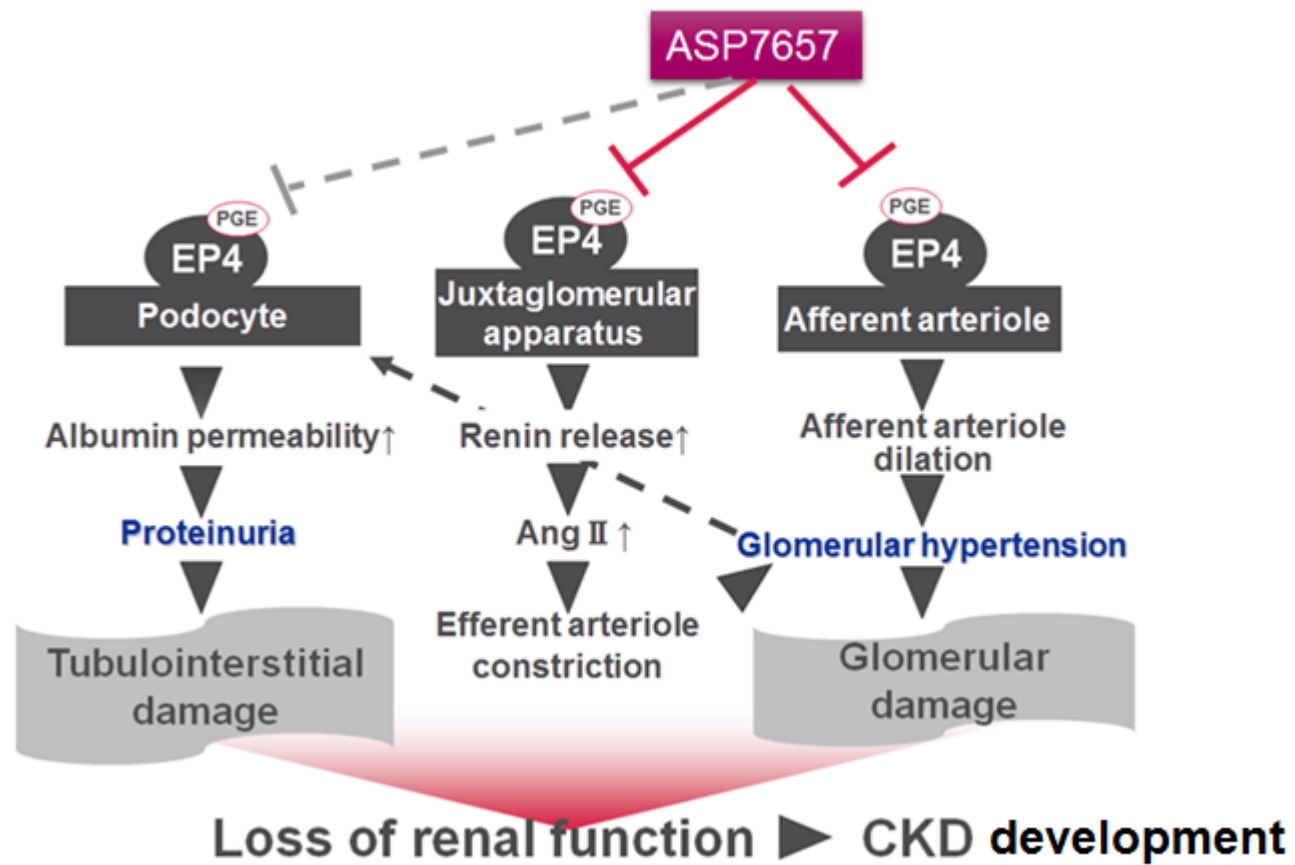 ASP7657
PGE
EP4
Podocyte
Albumin permeability↑
Proteinuria
Tubulointerstitial
damage
PGE
EP4
Juxtaglomerular
apparatus
Renin release↑
Ang Ⅱ ↑
Efferent arteriole
constriction
PGE
EP4
Afferent arteriole
Afferent arteriole
dilation
Glomerular hypertension
Glomerular
damage
Loss of renal function ▶ CKD development